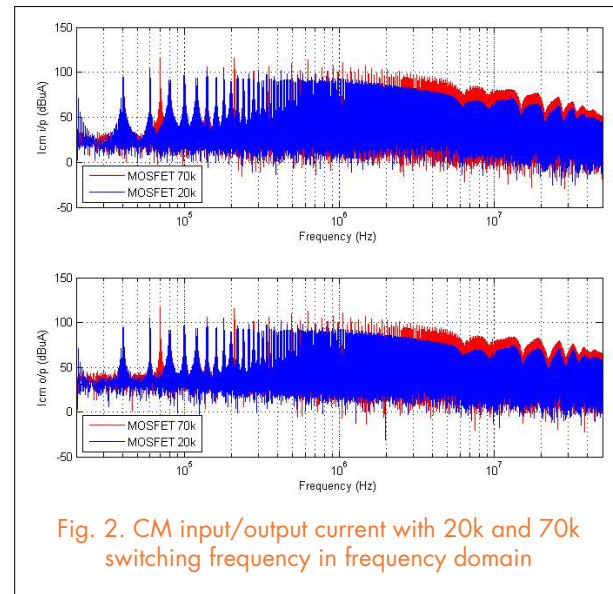 150
100
50
0
-50
Icm i/p (dBuA)
MOSFET 70k
MOSFET 20k
10^5
10^6
10^7
Frequency (Hz)
150
100
50
0
-50
Icm o/p (dBuA)
MOSFET 70k
MOSFET 20k
10^5
10^6
10^7
Frequency (Hz)
Fig. 2. CM input/output current with 20k and 70k
switching frequency in frequency domain